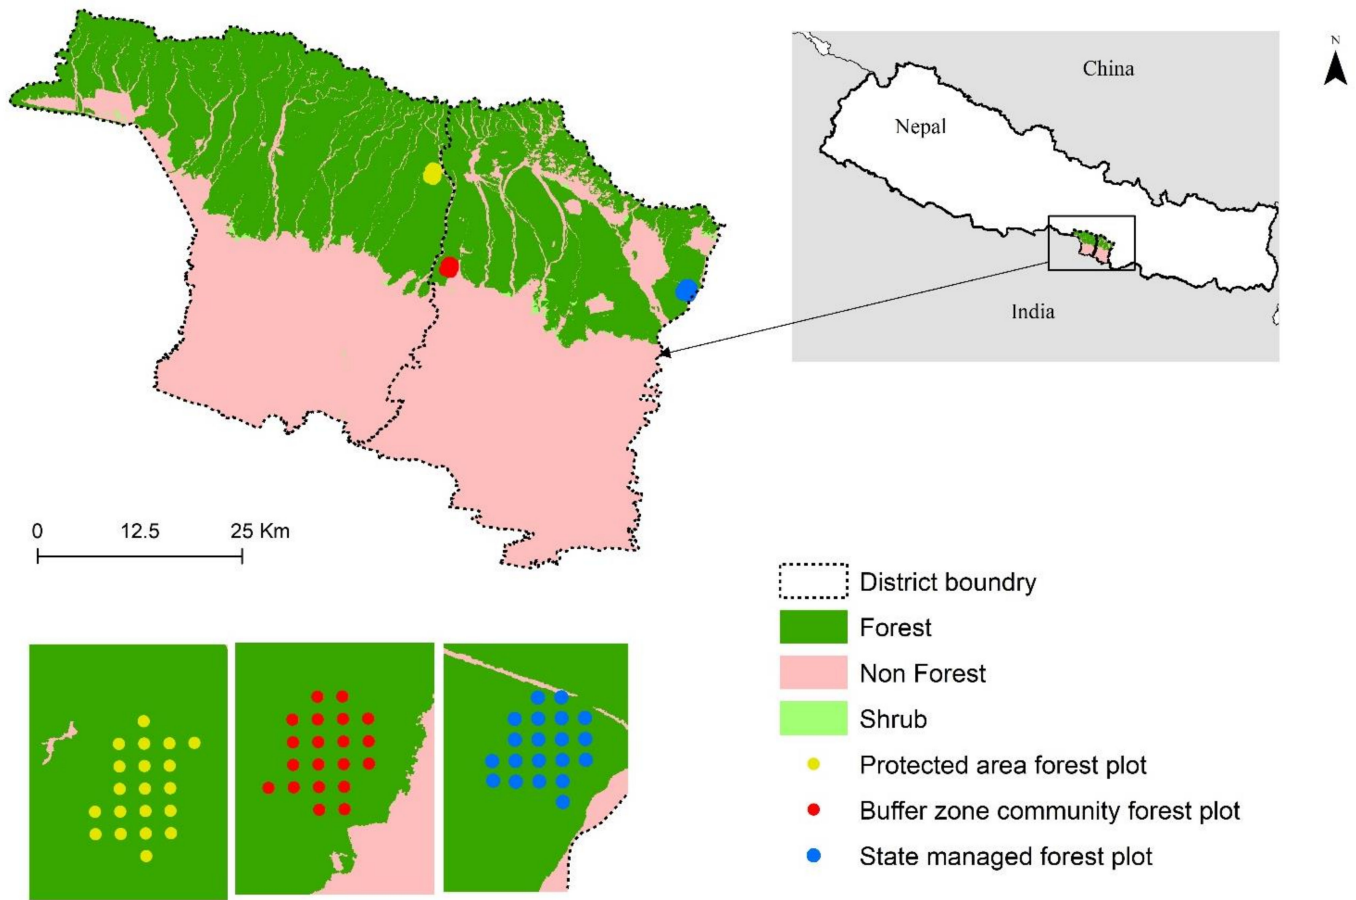 N
China
Nepal
India
0 12.5 25 Km
District boundry
Forest
Non Forest
Shrub
Protected area forest plot
Buffer zone community forest plot
State managed forest plot